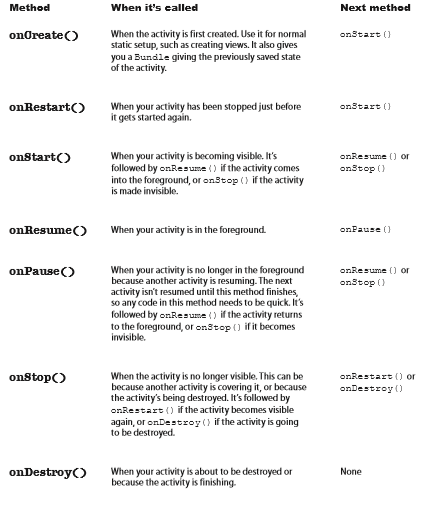 Method When it's called Next method
onCreate() When the activity is first created. Use it for normal onStart()
static setup, such as creating views. It also gives
you a Bundle giving the previously saved state
of the activity.
onRestart() When your activity has been stopped just before onStart()
it gets started again.
onStart() When your activity is becoming visible. It's onResume() or
followed by onResume() if the activity comes onStop()
into the foreground, or onStop() if the activity
is made invisible.
onResume() When your activity is in the foreground. onPause()
onPause() When your activity is no longer in the foreground onResume() or
because another activity is resuming. The next onStop()
activity isn't resumed until this method finishes,
so any code in this method needs to be quick. It's
followed by onResume() if the activity returns
to the foreground, or onStop() if it becomes
invisible.
onStop() When the activity is no longer visible. This can be onRestart() or
because another activity is covering it, or because onDestroy()
the activity's being destroyed. It's followed by
onRestart() if the activity becomes visible
again, or onDestroy() if the activity is going
to be destroyed.
onDestroy() When your activity is about to be destroyed or None
because the activity is finishing.